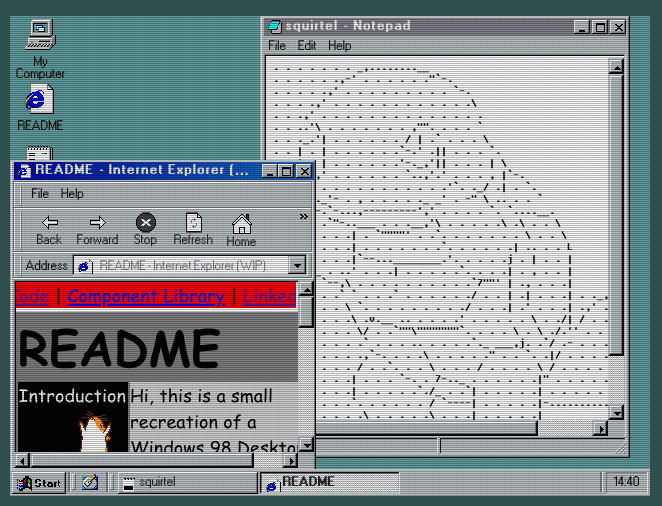 My
Computer
README
squirtel - Notepad
File Edit Help
README - Internet Explorer (...
File Help
Back Forward Stop Refresh Home
»
Address README - Internet Explorer (WIP)
Code | Component Library | Linked
README
Introduction
Hi, this is a small
recreation of a
Windows 98 Deskto
Start
squirtel
README
14:40